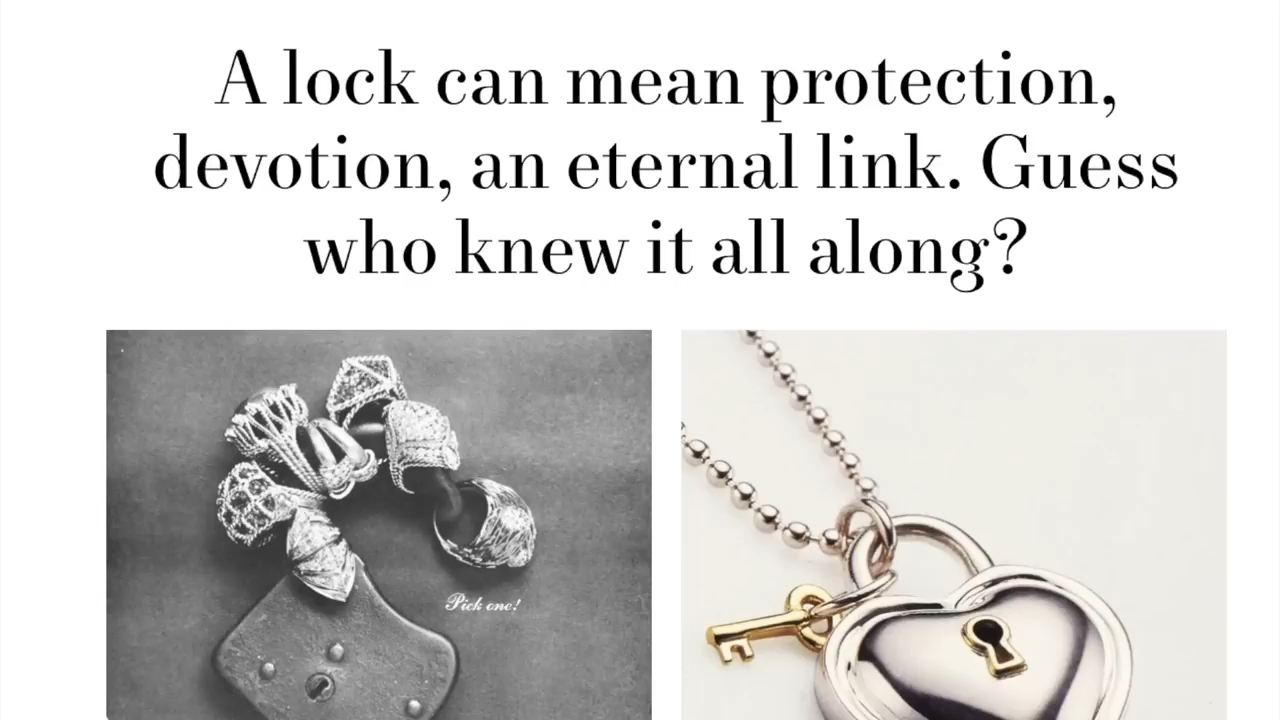 A lock can mean protection,
devotion, an eternal link. Guess
who knew it all along?
Pick one!